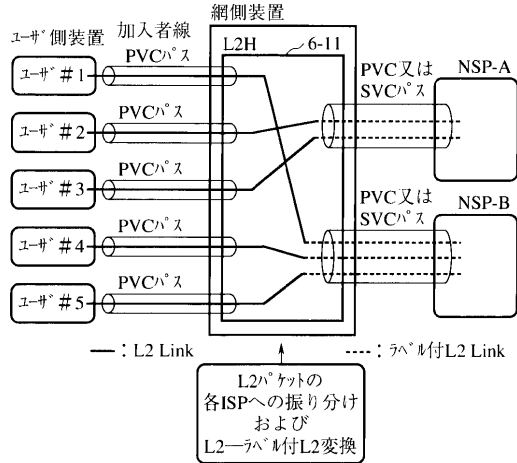 網側装置
ユーザ側装置
加入者線
L2H
6-11
PVCパス
ユーザ#1
PVC又は
SVCパス
NSP-A
PVCパス
ユーザ#2
PVCパス
ユーザ#3
PVC又は
SVCパス
NSP-B
PVCパス
ユーザ#4
PVCパス
ユーザ#5
:L2 Link
:ラベル付L2 Link
L2パケットの
各ISPへの振り分け
および
L2―ラベル付L2変換